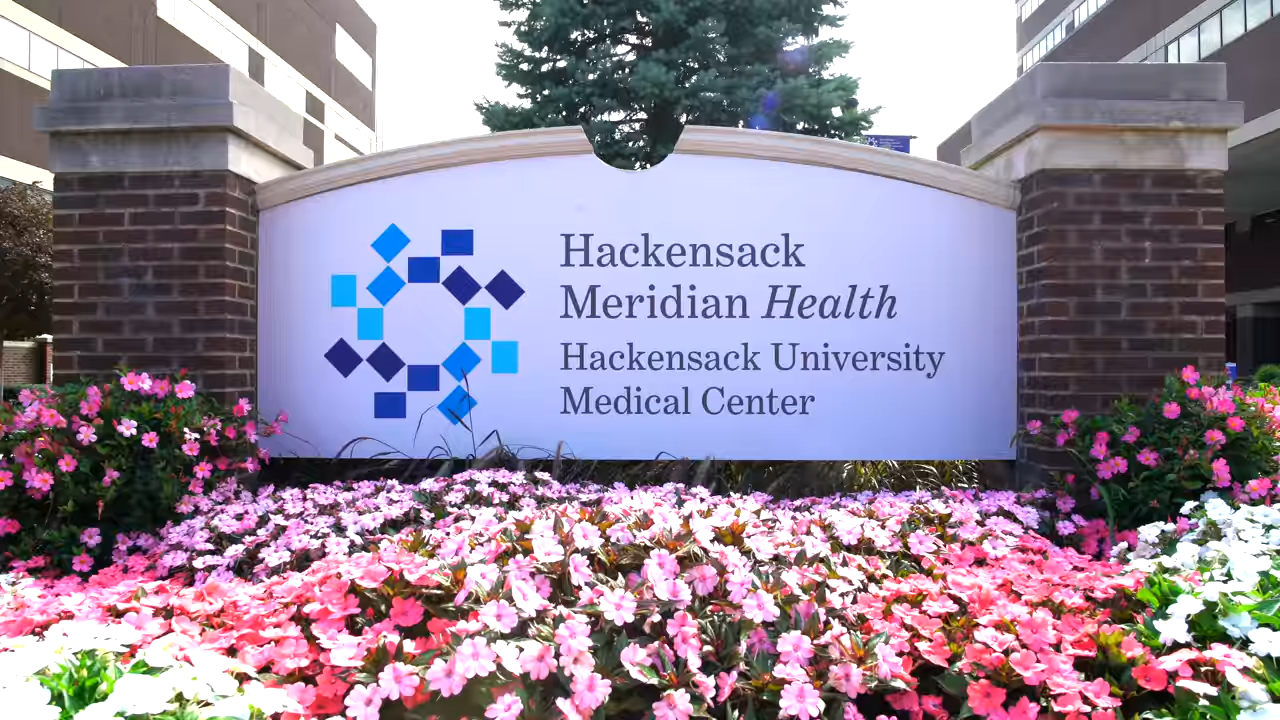 Hackensack
Meridian Health
Hackensack University
Medical Center